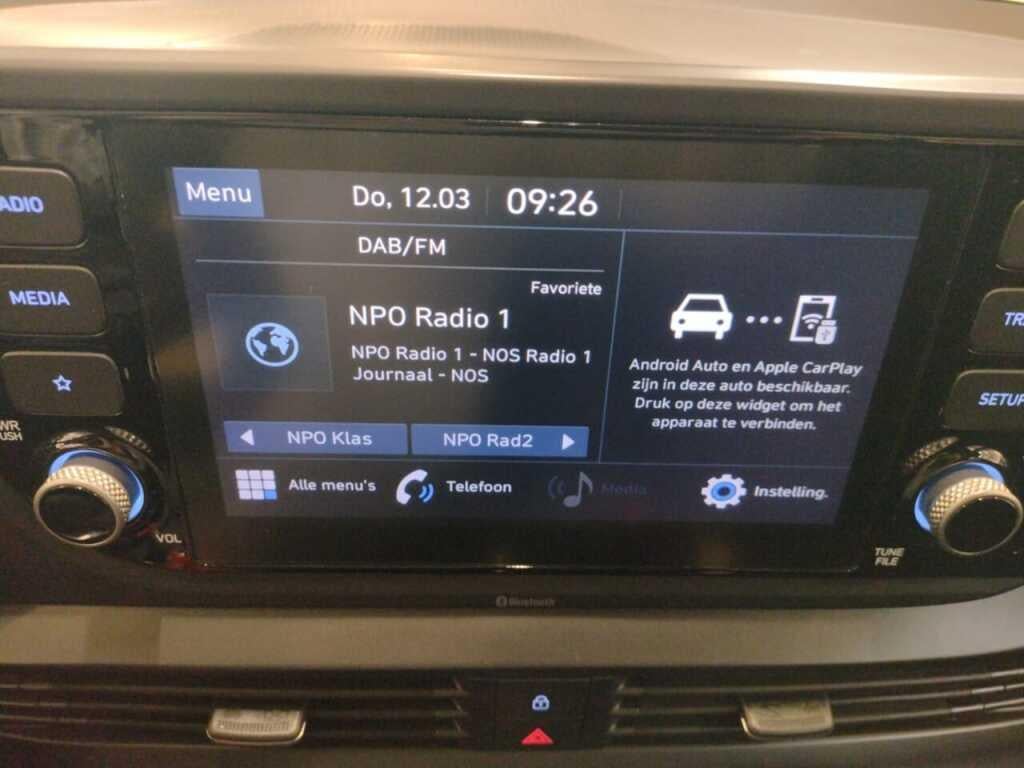 Menu
Do, 12.03
09:26
DAB/FM
Favoriete
NPO Radio 1
NPO Radio 1 - NOS Radio 1
Journaal - NOS
NPO Klas
NPO Rad2
Android Auto en Apple CarPlay
zijn in deze auto beschikbaar.
Druk op deze widget om het
apparaat te verbinden.
Alle menu's
Telefoon
Media
Instelling.
ADIO
MEDIA
WR
USH
VOL
TR
SETUP
TUNE
FILE
Bluetooth